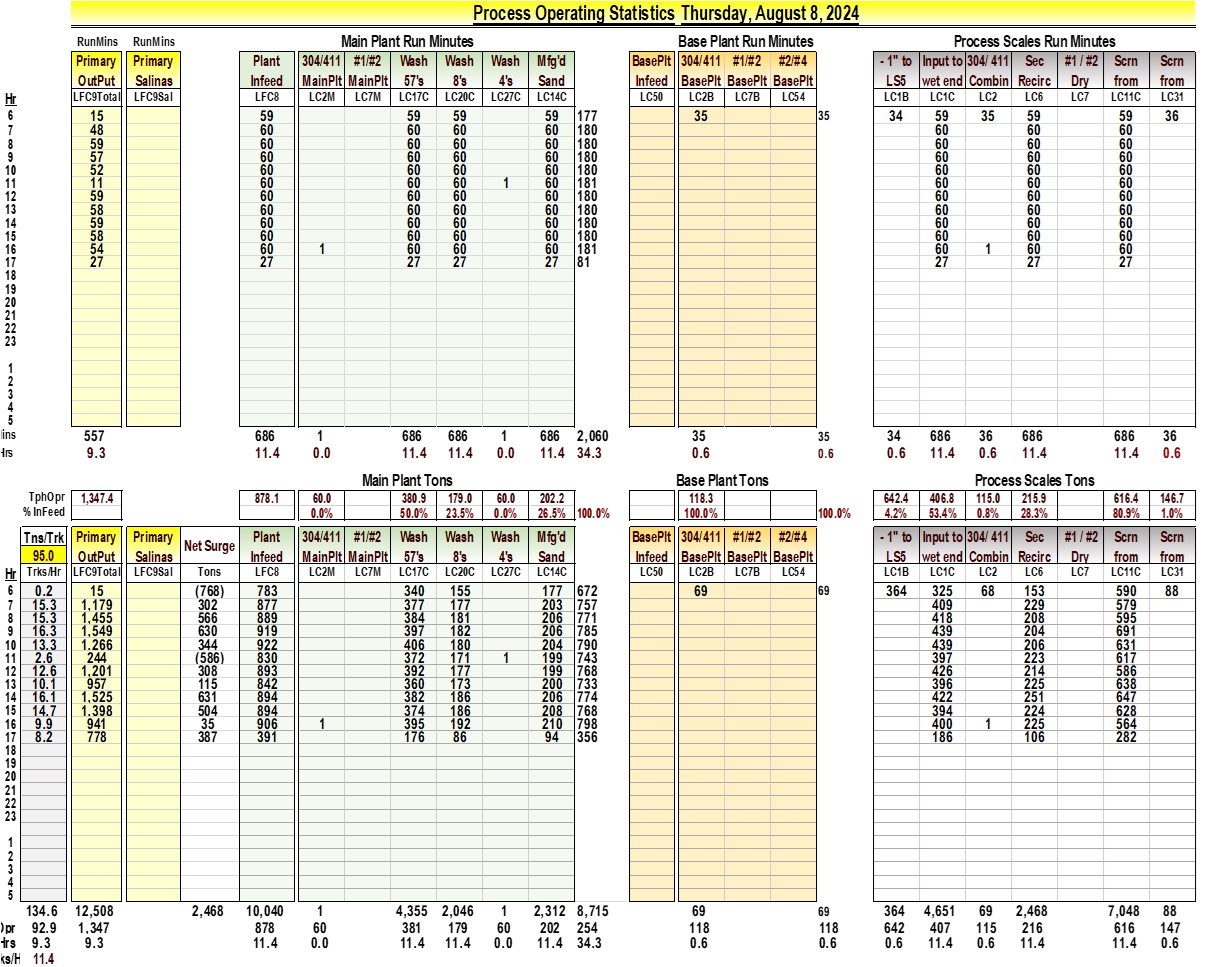 Process Operating Statistics Thursday, August 8, 2024
RunMins RunMins Main Plant Run Minutes Base Plant Run Minutes Process Scales Run Minutes
Primary Primary Plant 304/411 #1/#2 Wash Wash Wash Mfg'd BasePlt 304/411 #1/#2 #2/#4 - 1" to Input to 304/ 411 Sec #1 / #2 Scrn Scrn
OutPut Salinas Infeed MainPlt MainPlt 57's 8's 4's Sand Infeed BasePlt BasePlt BasePlt LS5 wet end Combin Recirc Dry from from
Hr LFC9Total LFC9Sal LFC8 LC2M LC7M LC17C LC20C LC27C LC14C LC50 LC2B LC7B LC54 LC1B LC1C LC2 LC6 LC7 LC11C LC31
6 15 59 59 59 59 177 35 35 34 59 35 59 59 36
7 48 60 60 60 60 180 60 60 60
8 59 60 60 60 60 180 60 60 60
9 57 60 60 60 60 180 60 60 60
10 52 60 60 60 60 180 60 60 60
11 11 60 60 60 1 60 181 60 60 60
12 59 60 60 60 60 180 60 60 60
13 58 60 60 60 60 180 60 60 60
14 59 60 60 60 60 180 60 60 60
15 58 60 60 60 60 180 60 60 60
16 54 60 1 60 60 60 181 60 1 60 60
17 27 27 27 27 27 81 27 27 27
18
19
20
21
22
23
1
2
3
4
5
ins 557 686 1 686 686 1 686 2,060 35 35 34 686 36 686 686 36
Hrs 9.3 11.4 0.0 11.4 11.4 0.0 11.4 34.3 0.6 0.6 0.6 11.4 0.6 11.4 11.4 0.6
Main Plant Tons Base Plant Tons Process Scales Tons
TphOpr 1,347.4 878.1 60.0 380.9 179.0 60.0 202.2 118.3 642.4 406.8 115.0 215.9 616.4 146.7
% InFeed 0.0% 50.0% 23.5% 0.0% 26.5% 100.0% 100.0% 100.0% 4.2% 53.4% 0.8% 28.3% 80.9% 1.0%
Tns/Trk Primary Primary Net Surge Plant 304/411 #1/#2 Wash Wash Wash Mfg'd BasePlt 304/411 #1/#2 #2/#4 - 1" to Input to 304/ 411 Sec #1 / #2 Scrn Scrn
95.0 OutPut Salinas Infeed MainPlt MainPlt 57's 8's 4's Sand Infeed BasePlt BasePlt BasePlt LS5 wet end Combin Recirc Dry from from
Hr Trks/Hr LFC9Total LFC9Sal Tons LFC8 LC2M LC7M LC17C LC20C LC27C LC14C LC50 LC2B LC7B LC54 LC1B LC1C LC2 LC6 LC7 LC11C LC31
6 0.2 15 (768) 783 340 155 177 672 69 69 364 325 68 153 590 88
7 15.3 1,179 302 877 377 177 203 757 409 229 579
8 15.3 1,455 566 889 384 181 206 771 418 208 595
9 16.3 1,549 630 919 397 182 206 785 439 204 691
10 13.3 1,266 344 922 406 180 204 790 439 206 631
11 2.6 244 (586) 830 372 171 1 199 743 397 223 617
12 12.6 1,201 308 893 392 177 199 768 426 214 586
13 10.1 957 115 842 360 173 200 733 396 225 638
14 16.1 1,525 631 894 382 186 206 774 422 251 647
15 14.7 1,398 504 894 374 186 208 768 394 224 628
16 9.9 941 35 906 1 395 192 210 798 400 1 225 564
17 8.2 778 387 391 176 86 94 356 186 106 282
18
19
20
21
22
23
1
2
3
4
5
134.6 12,508 2,468 10,040 1 4,355 2,046 1 2,312 8,715 69 69 364 4,651 69 2,468 7,048 88
Opr 92.9 1,347 878 60 381 179 60 202 254 118 118 642 407 115 216 616 147
Hrs 9.3 9.3 11.4 0.0 11.4 11.4 0.0 11.4 34.3 0.6 0.6 0.6 11.4 0.6 11.4 11.4 0.6
ks/H 11.4